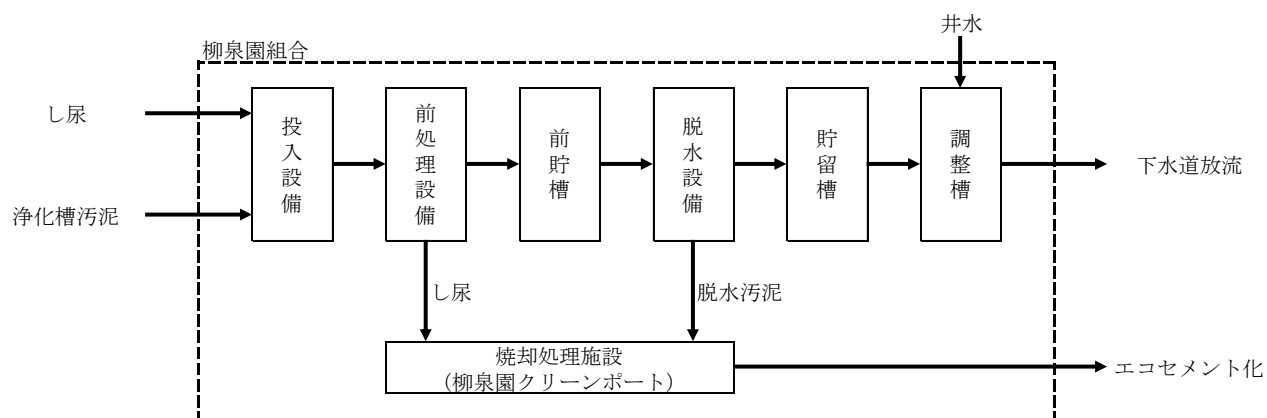 井水
柳泉園組合
し尿
浄化槽汚泥
投入設備
前処理設備
前貯槽
脱水設備
貯留槽
調整槽
下水道放流
し尿
脱水汚泥
焼却処理施設
（柳泉園クリーンポート）
エコセメント化